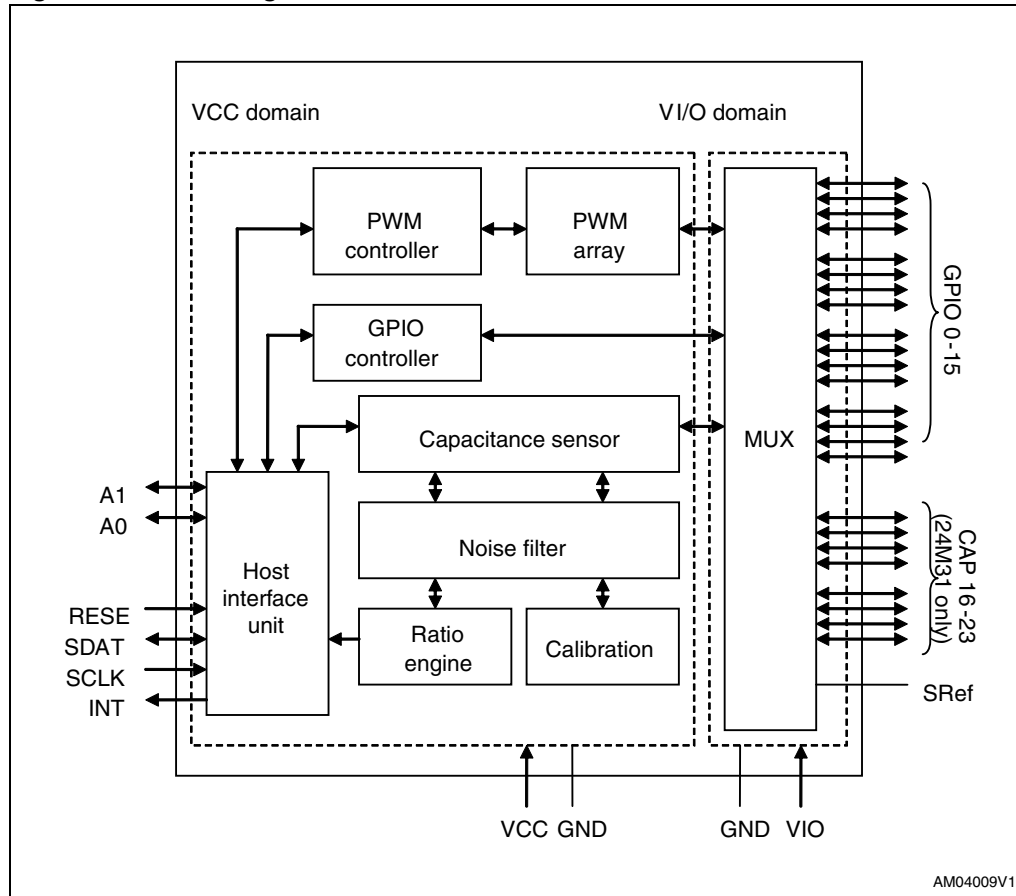 VCC domain
VI/O domain
PWM
controller
PWM
array
GPIO
controller
Capacitance sensor
MUX
Noise filter
Host
interface
unit
Ratio
engine
Calibration
A1
A0
RESE
SDAT
SCLK
INT
GPIO 0-15
CAP 16-23
(24M31 only)
SRef
VCC GND
GND VIO
AM04009V1